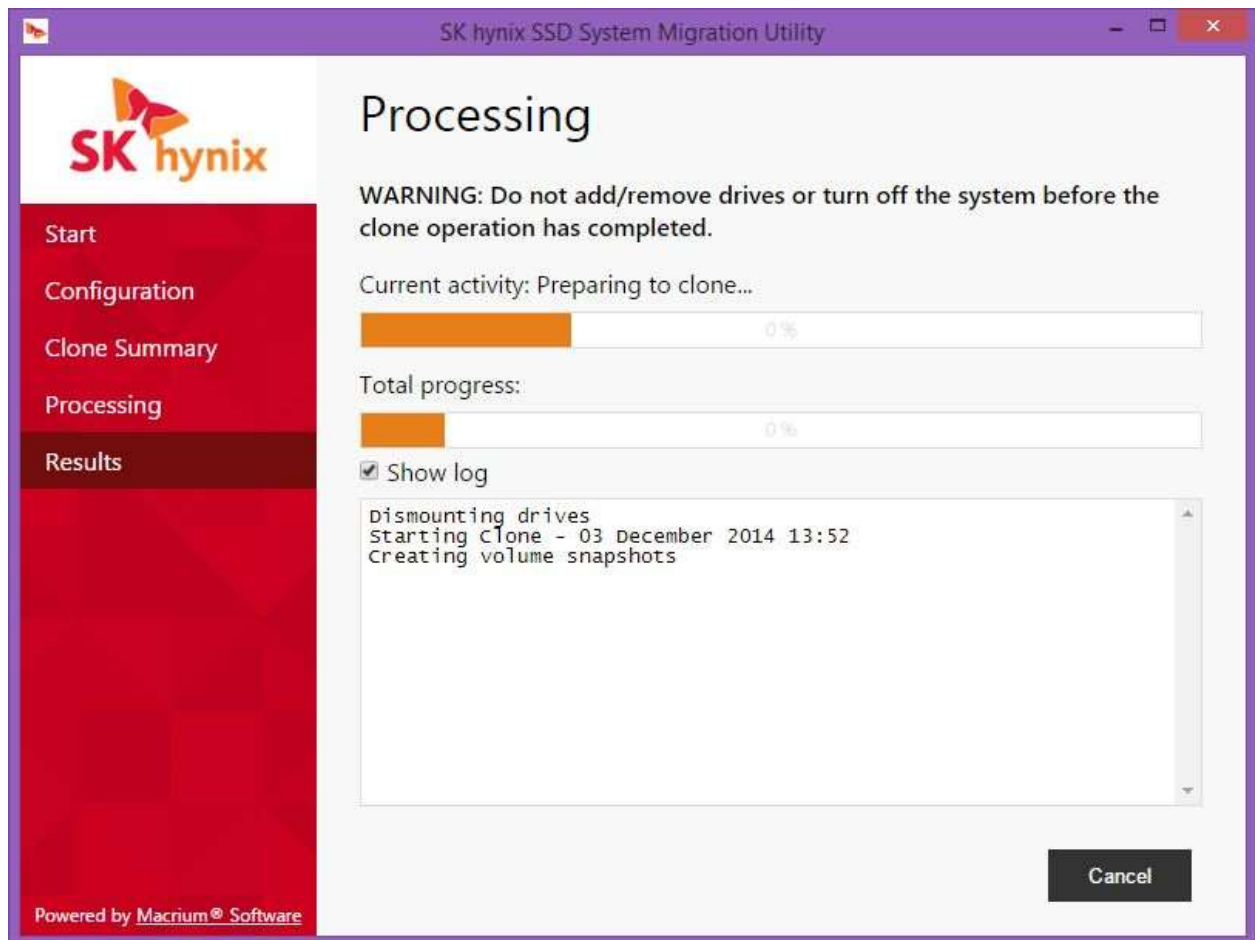 SK hynix SSD System Migration Utility
SK hynix
Start
Configuration
Clone Summary
Processing
Results
Powered by Macrium® Software
Processing
WARNING: Do not add/remove drives or turn off the system before the
clone operation has completed.
Current activity: Preparing to clone...
0%
Total progress:
0%
Show log
Dismounting drives
Starting Clone - 03 December 2014 13:52
Creating volume snapshots
Cancel